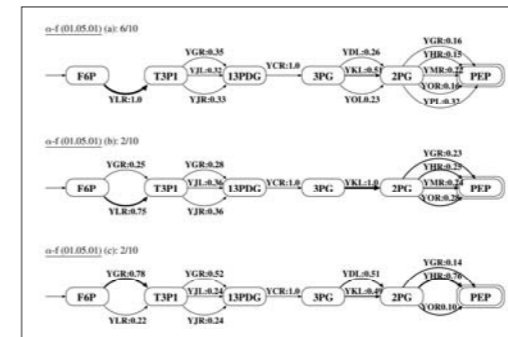 α-f (01.05.01) (a): 6/10
YGR:0.35 YDL:0.26 YGR:0.16
YHR:0.15
F6P T3P1 YJL:0.32 13PDG YCR:1.0 3PG YKL:0.51 2PG YMR:0.22 PEP
YOR:0.16
YLR:1.0 YJR:0.33 YOL0.23 YPL:0.32
α-f (01.05.01) (b): 2/10
YGR:0.25 YGR:0.28 YGR:0.23
YHR:0.25
F6P T3P1 YJL:0.36 13PDG YCR:1.0 3PG YKL:1.0 2PG YMR:0.24 PEP
YLR:0.75 YJR:0.36 YOR:0.28
α-f (01.05.01) (c): 2/10
YGR:0.78 YGR:0.52 YDL:0.51 YGR:0.14
YHR:0.76
F6P T3P1 YJL:0.24 13PDG YCR:1.0 3PG YKL:0.49 2PG PEP
YLR:0.22 YJR:0.24 YOR0.10